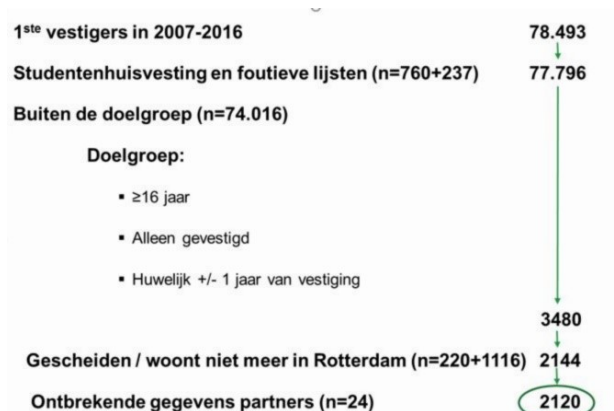 1ste vestigers in 2007-2016 78.493
Studentenhuisvesting en foutieve lijsten (n=760+237) 77.796
Buiten de doelgroep (n=74.016)
Doelgroep:
▪ ≥16 jaar
▪ Alleen gevestigd
▪ Huwelijk +/- 1 jaar van vestiging
3480
Gescheiden / woont niet meer in Rotterdam (n=220+1116) 2144
Ontbrekende gegevens partners (n=24) 2120